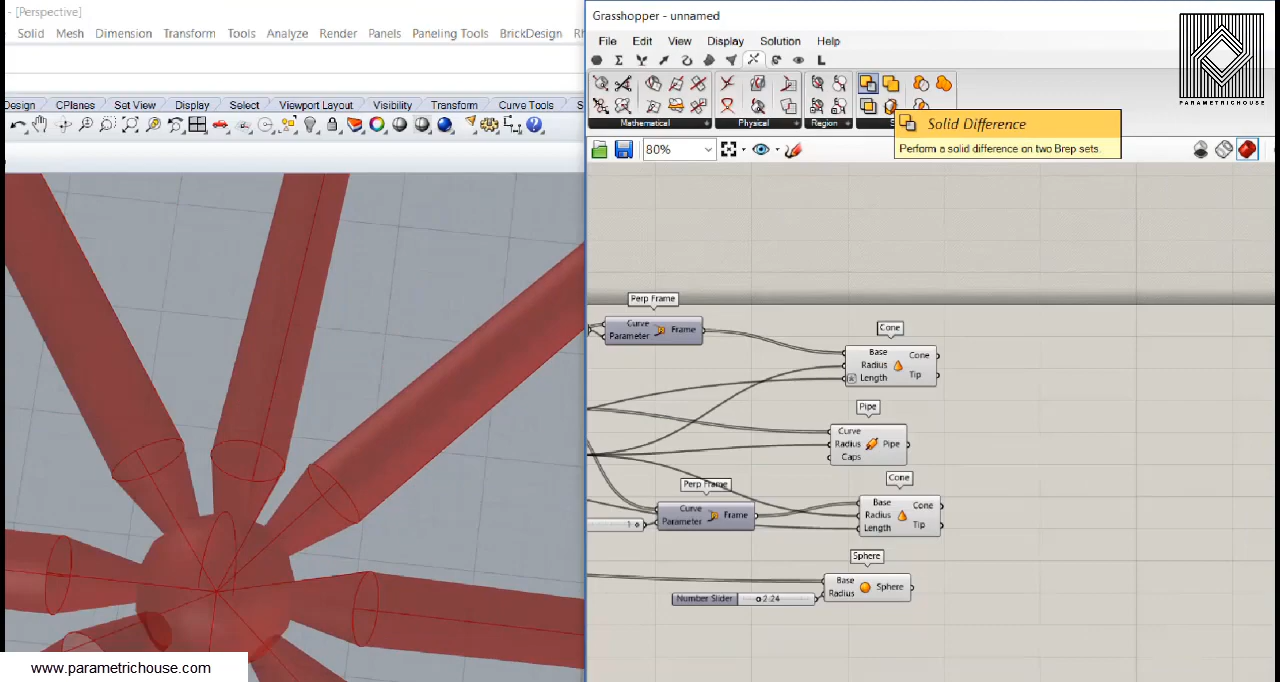 - [Perspective]
Solid Mesh Dimension Transform Tools Analyze Render Panels Paneling Tools BrickDesign
Design CPlanes Set View Display Select Viewport Layout Visibility Transform Curve Tools
Grasshopper - unnamed
File Edit View Display Solution Help
PARAMETRICHOUSE
Mathematical Physical Region
Solid Difference
Perform a solid difference on two Brep sets.
80%
Perp Frame
Curve Frame
Parameter
Cone
Base Cone
Radius
Length Tip
Pipe
Curve
Radius Pipe
Caps
Perp Frame
Curve Frame
Parameter
1
Cone
Base Cone
Radius
Length Tip
Sphere
Base Sphere
Radius
Number Slider 2.24
www.parametrichouse.com